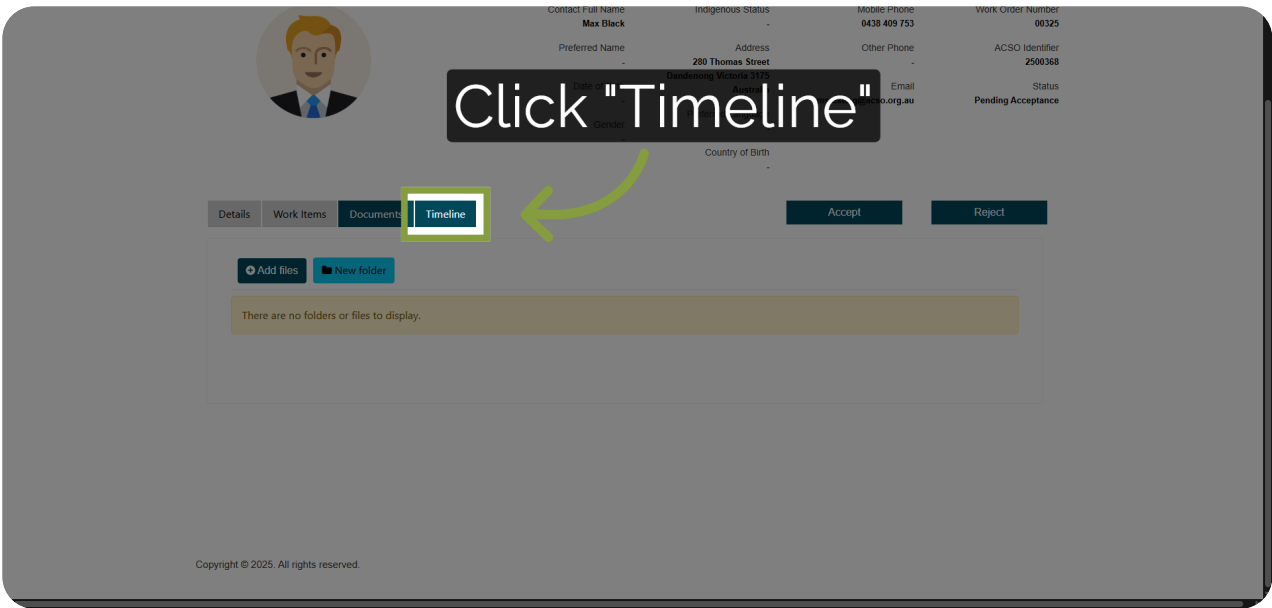 Contact Full Name
Max Black
Preferred Name
-
Gender
Indigenous Status
-
Address
280 Thomas Street
Dandenong Victoria 3175
Country of Birth
-
Mobile Phone
0438 409 753
Other Phone
-
Email
Work Order Number
00325
ACSO Identifier
2500368
Status
Pending Acceptance
Click "Timeline"
Details Work Items Documents Timeline
Accept Reject
Add files New folder
There are no folders or files to display.
Copyright © 2025. All rights reserved.